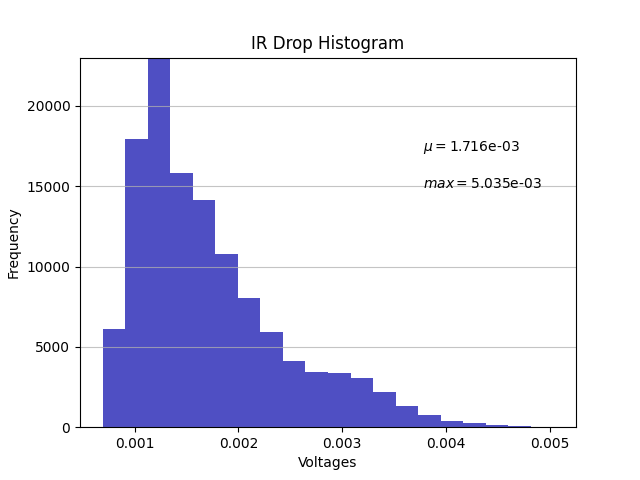 IR Drop Histogram
20000
15000
10000
5000
0
Frequency
μ = 1.716e-03
max = 5.035e-03
0.001 0.002 0.003 0.004 0.005
Voltages